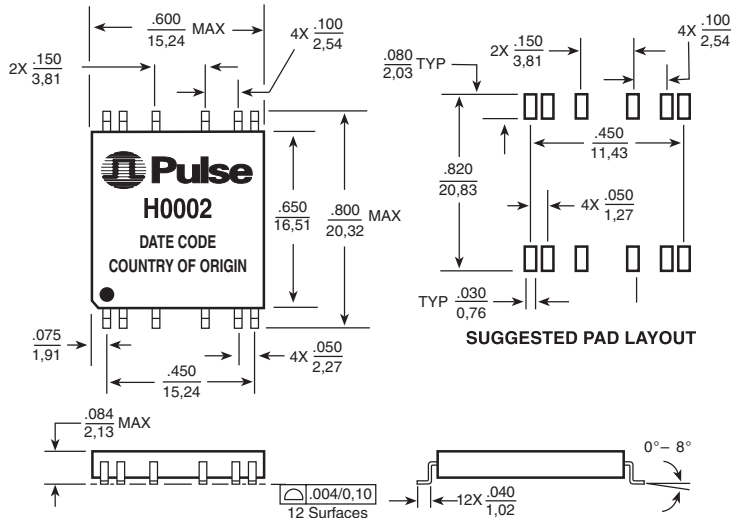 .600
15,24
MAX
4X .100
2,54
2X .150
3,81
Pulse
H0002
DATE CODE
COUNTRY OF ORIGIN
.650
16,51
.800
20,32
MAX
.075
1,91
.450
15,24
4X .050
2,27
.080
2,03
TYP
2X .150
3,81
4X .100
2,54
.450
11,43
.820
20,83
4X .050
1,27
TYP .030
0,76
SUGGESTED PAD LAYOUT
.084
2,13
MAX
.004/0,10
12 Surfaces
12X .040
1,02
0°– 8°